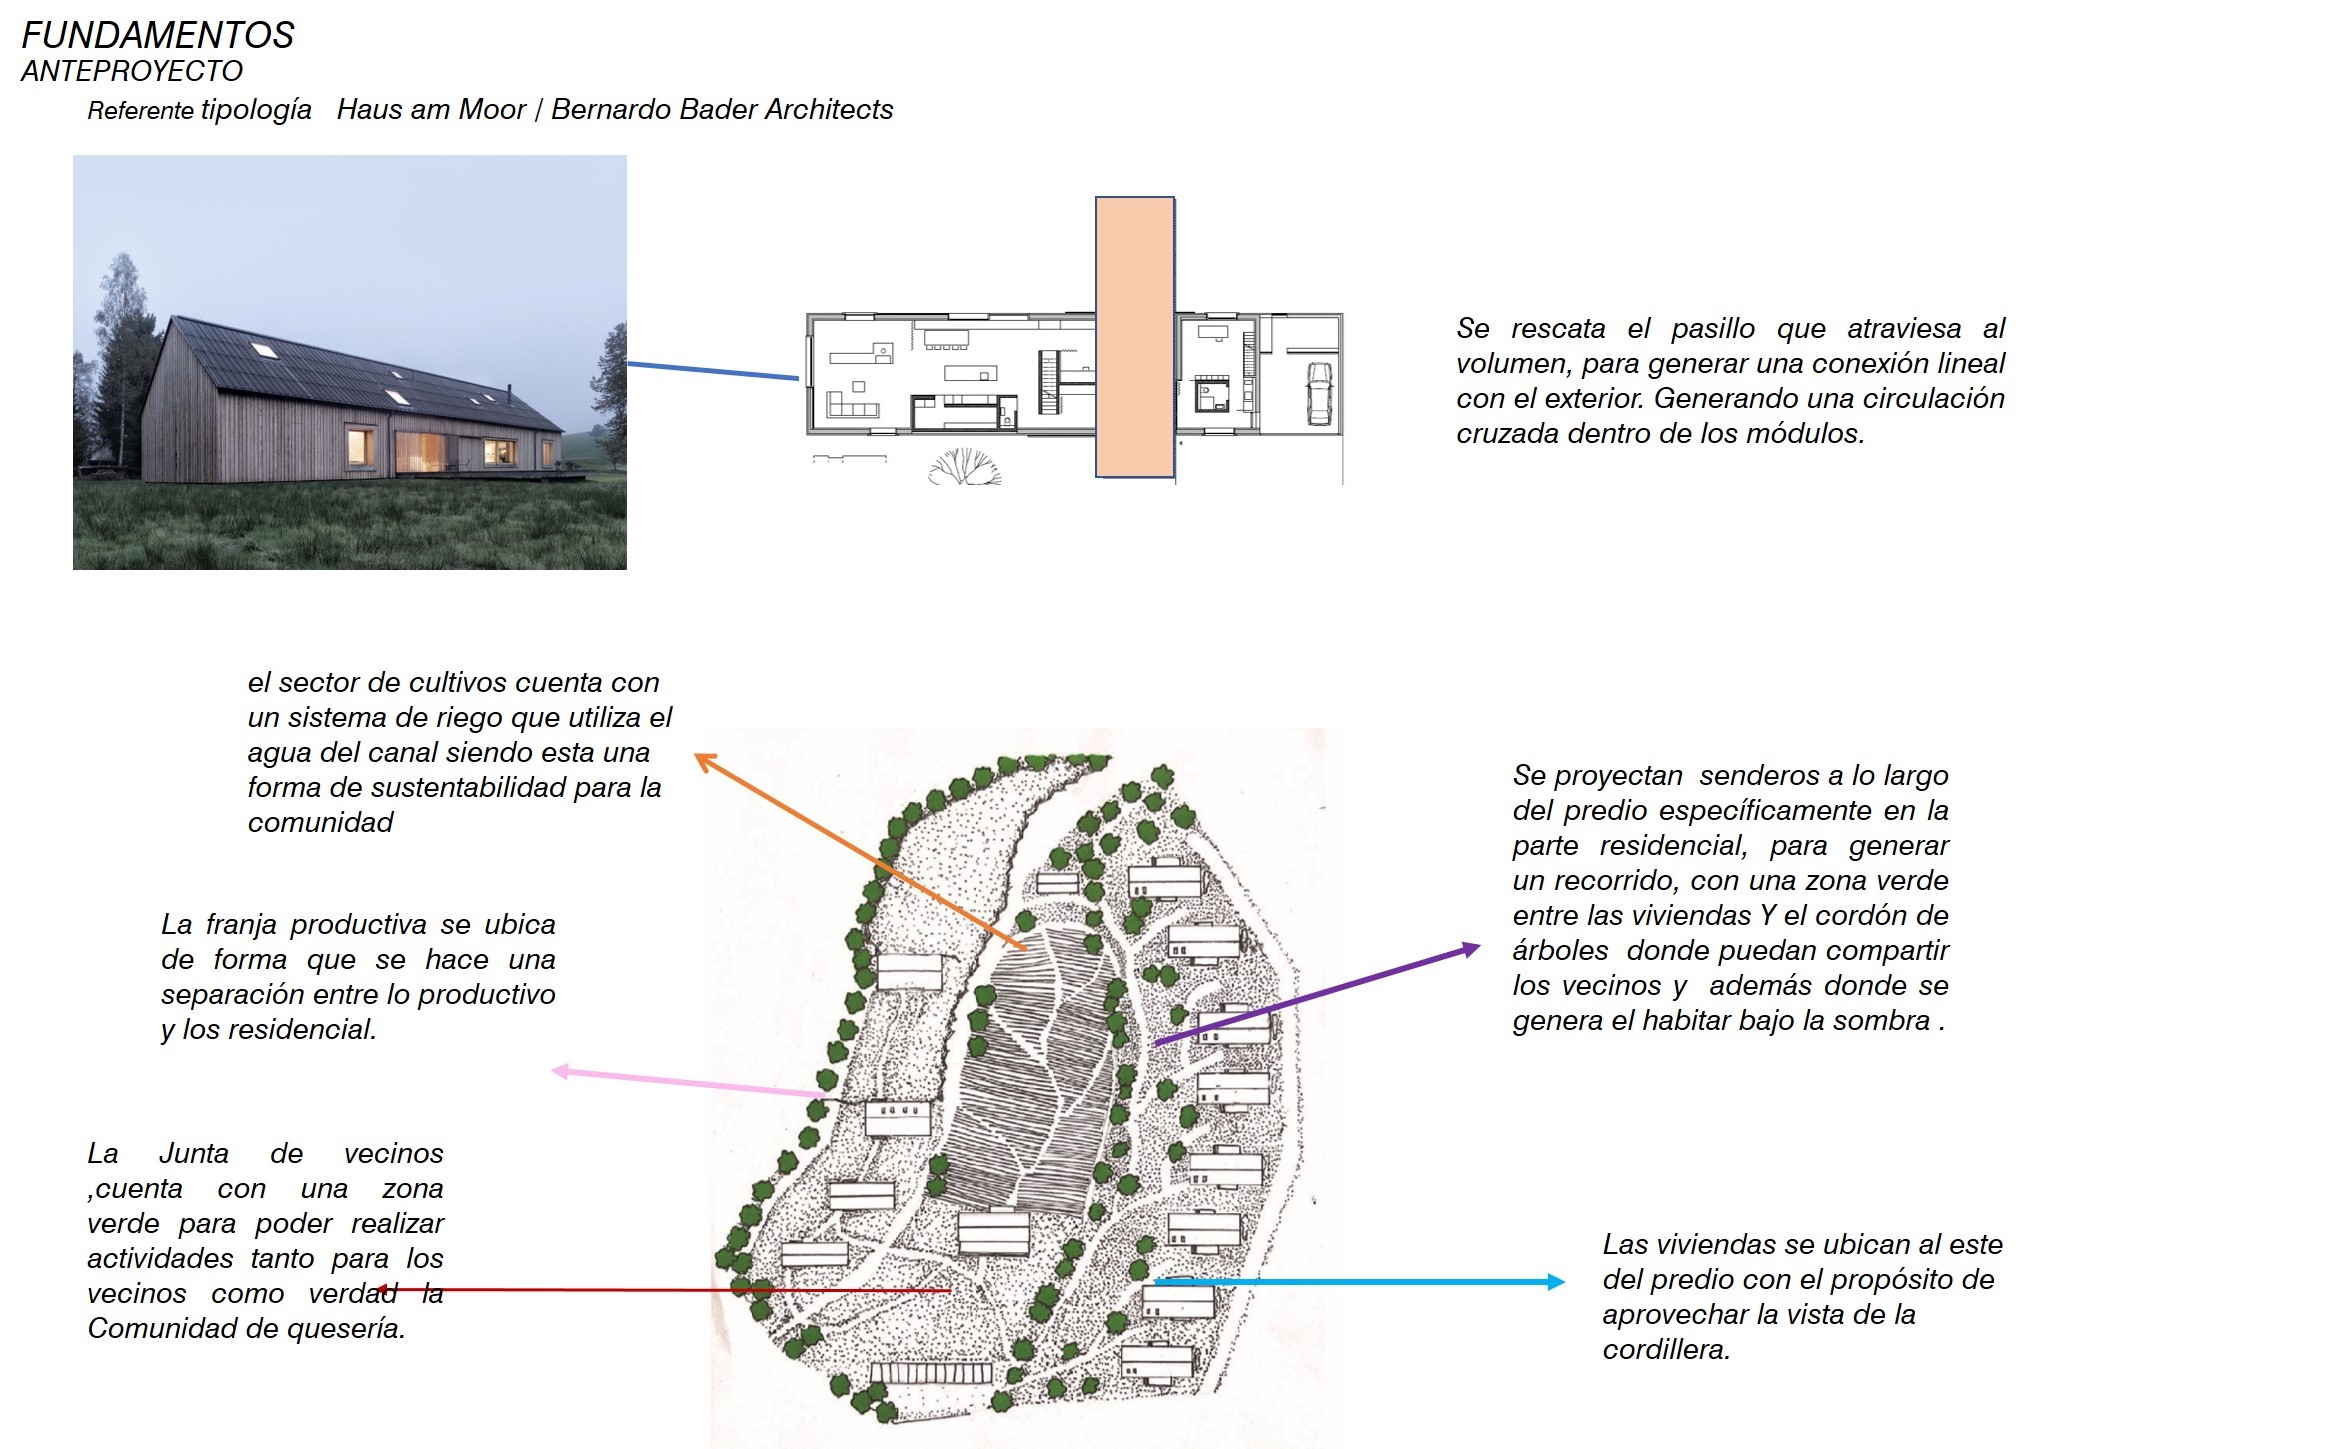 FUNDAMENTOS
ANTEPROYECTO
Referente tipología Haus am Moor / Bernardo Bader Architects
Se rescata el pasillo que atraviesa al
volumen, para generar una conexión lineal
con el exterior. Generando una circulación
cruzada dentro de los módulos.
el sector de cultivos cuenta con
un sistema de riego que utiliza el
agua del canal siendo esta una
forma de sustentabilidad para la
comunidad
La franja productiva se ubica
de forma que se hace una
separación entre lo productivo
y los residencial.
La Junta de vecinos
,cuenta con una zona
verde para poder realizar
actividades tanto para los
vecinos como verdad la
Comunidad de quesería.
Se proyectan senderos a lo largo
del predio específicamente en la
parte residencial, para generar
un recorrido, con una zona verde
entre las viviendas Y el cordón de
árboles donde puedan compartir
los vecinos y además donde se
genera el habitar bajo la sombra .
Las viviendas se ubican al este
del predio con el propósito de
aprovechar la vista de la
cordillera.